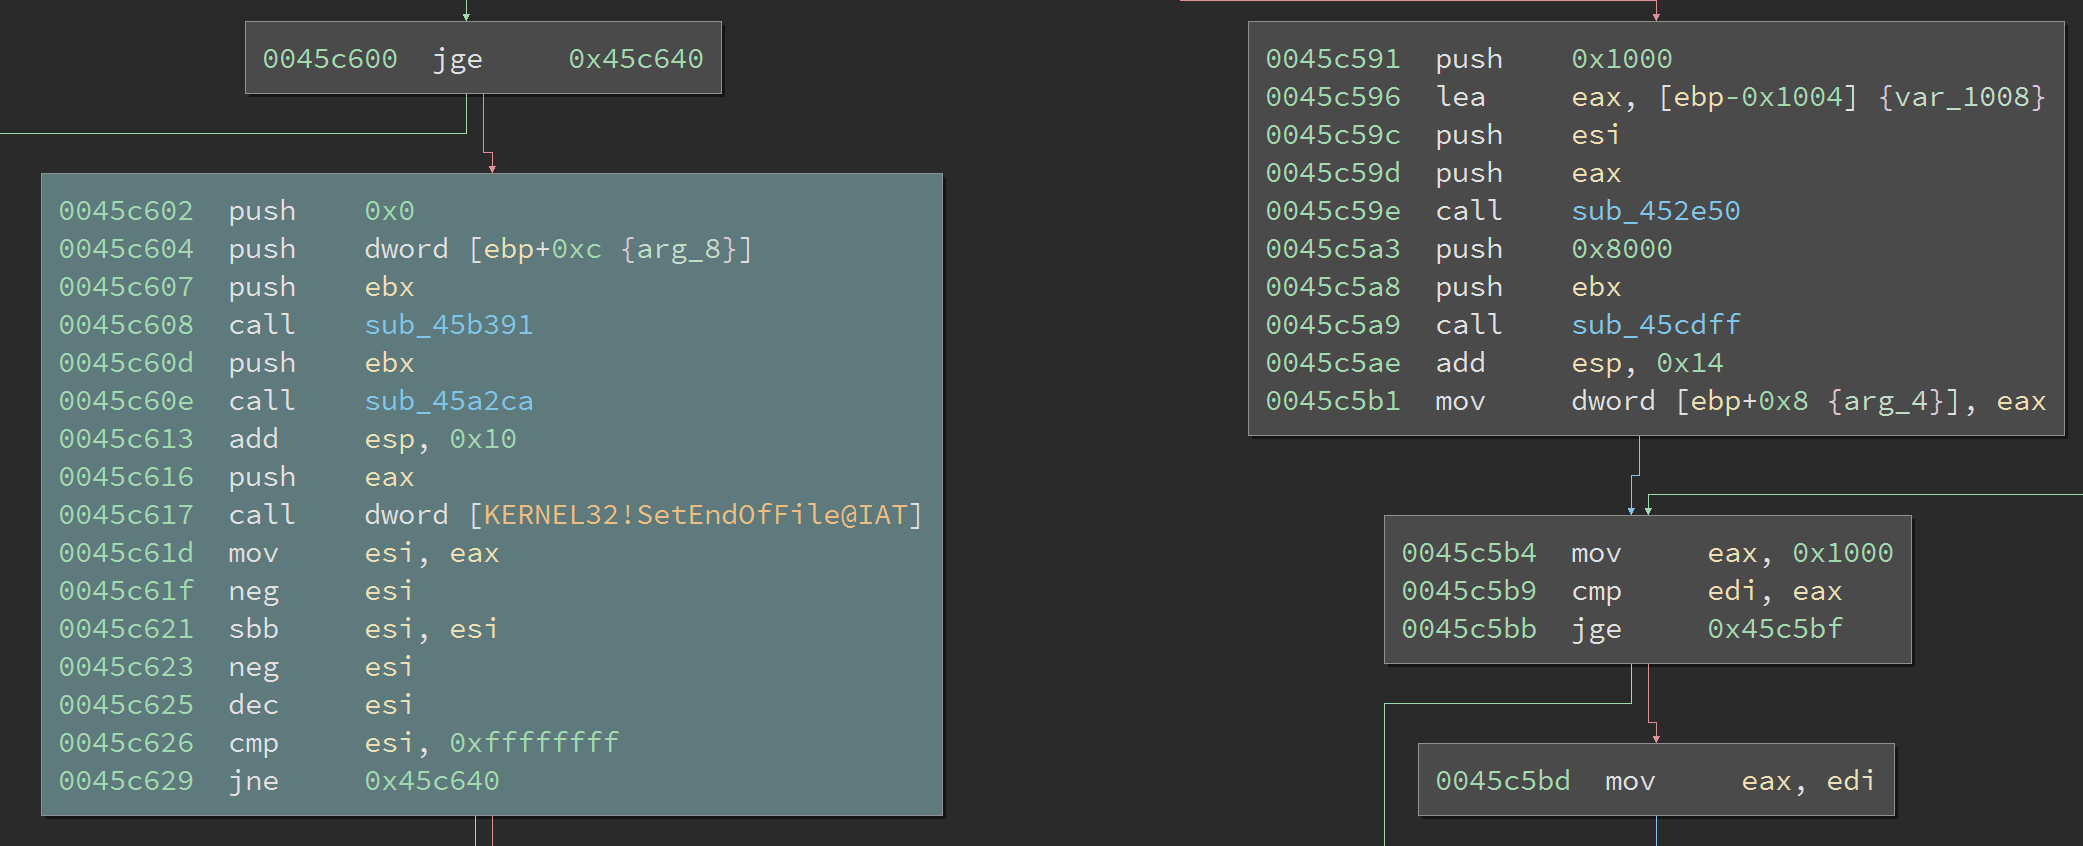 0045c600 jge 0x45c640
0045c602 push 0x0
0045c604 push dword [ebp+0xc {arg_8}]
0045c607 push ebx
0045c608 call sub_45b391
0045c60d push ebx
0045c60e call sub_45a2ca
0045c613 add esp, 0x10
0045c616 push eax
0045c617 call dword [KERNEL32!SetEndOfFile@IAT]
0045c61d mov esi, eax
0045c61f neg esi
0045c621 sbb esi, esi
0045c623 neg esi
0045c625 dec esi
0045c626 cmp esi, 0xffffffff
0045c629 jne 0x45c640
0045c591 push 0x1000
0045c596 lea eax, [ebp-0x1004] {var_1008}
0045c59c push esi
0045c59d push eax
0045c59e call sub_452e50
0045c5a3 push 0x8000
0045c5a8 push ebx
0045c5a9 call sub_45cdff
0045c5ae add esp, 0x14
0045c5b1 mov dword [ebp+0x8 {arg_4}], eax
0045c5b4 mov eax, 0x1000
0045c5b9 cmp edi, eax
0045c5bb jge 0x45c5bf
0045c5bd mov eax, edi